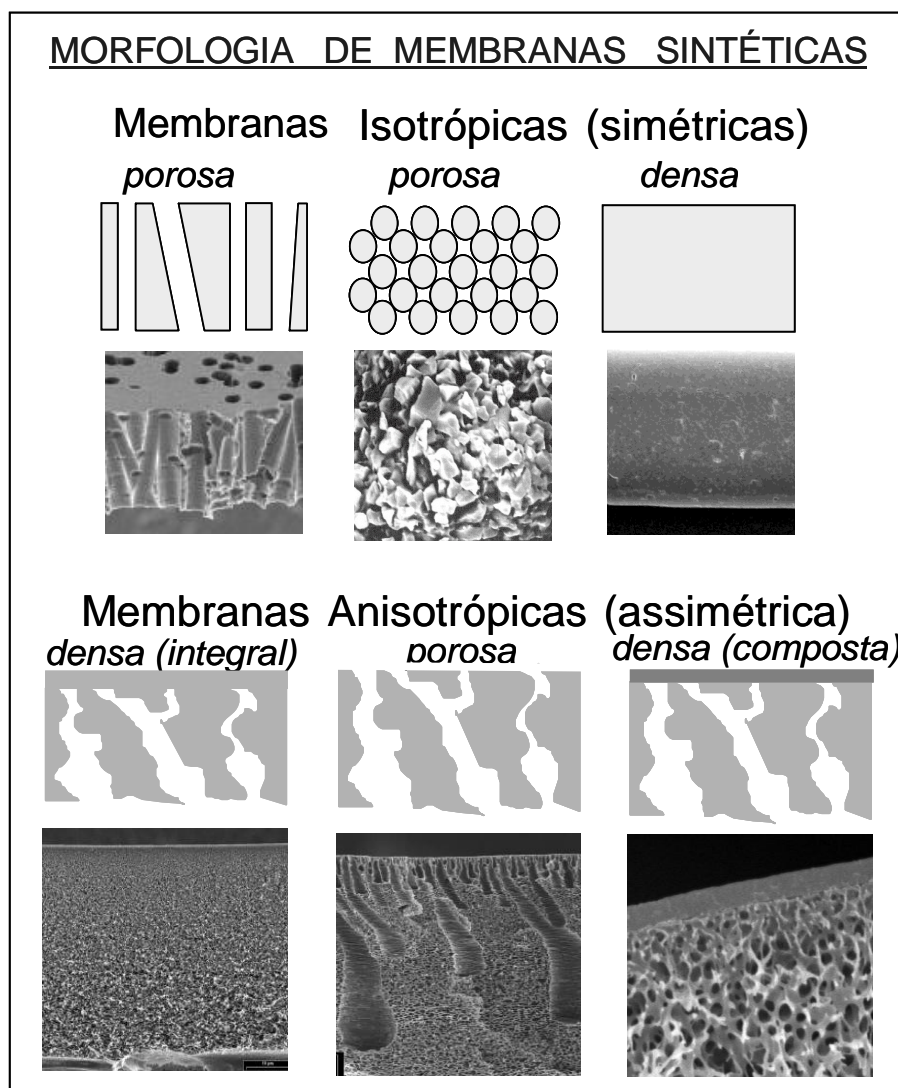 MORFOLOGIA DE MEMBRANAS SINTÉTICAS
Membranas Isotrópicas (simétricas)
porosa porosa densa
Membranas Anisotrópicas (assimétrica)
densa (integral) porosa densa (composta)